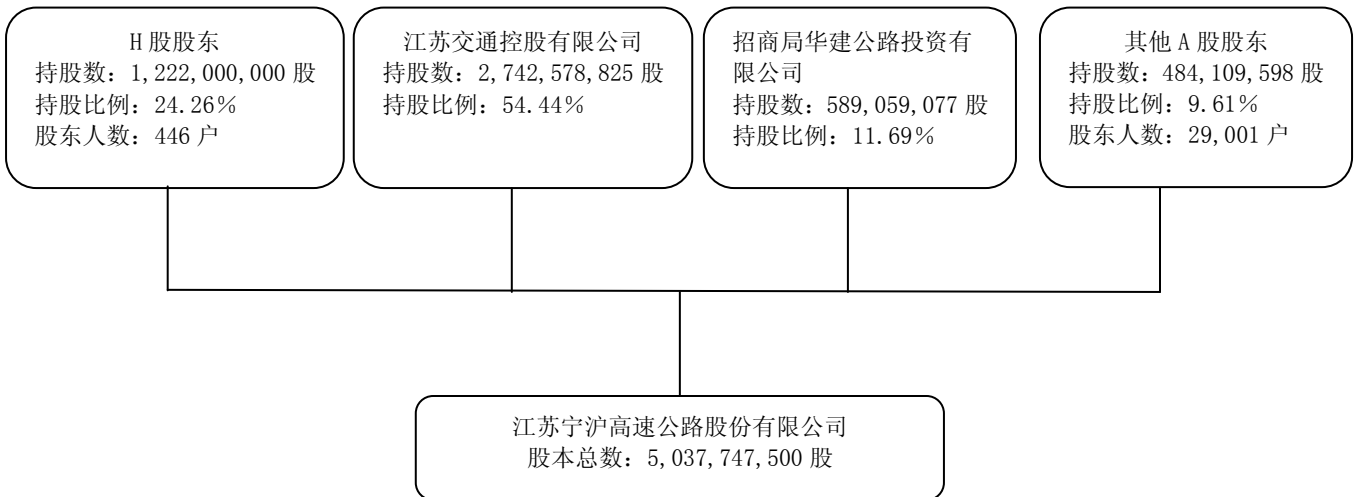 H 股股东
持股数：1,222,000,000 股
持股比例：24.26%
股东人数：446 户
江苏交通控股有限公司
持股数：2,742,578,825 股
持股比例：54.44%
招商局华建公路投资有
限公司
持股数：589,059,077 股
持股比例：11.69%
其他 A 股股东
持股数：484,109,598 股
持股比例：9.61%
股东人数：29,001 户
江苏宁沪高速公路股份有限公司
股本总数：5,037,747,500 股